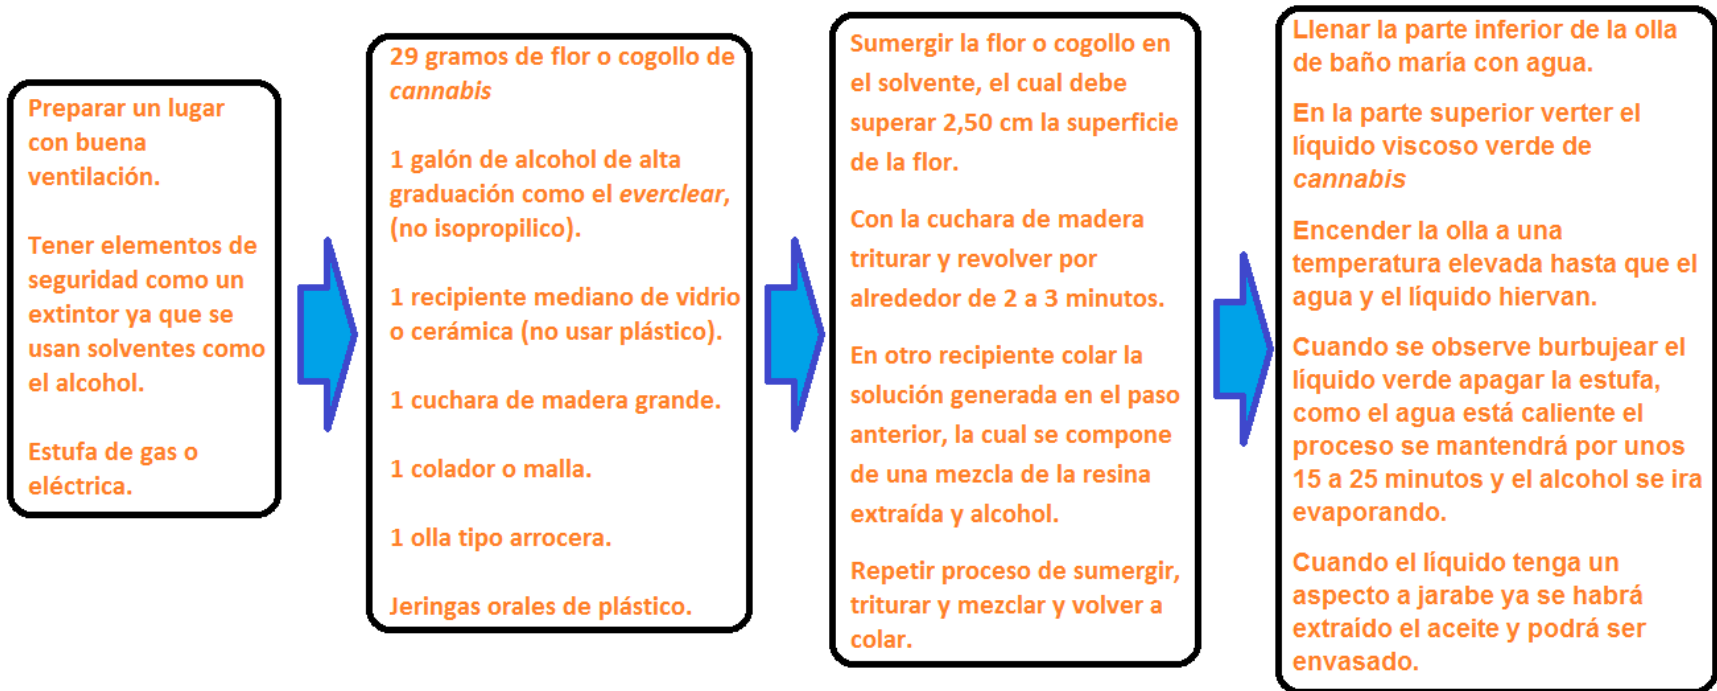 Preparar un lugar
con buena
ventilación.
Tener elementos de
seguridad como un
extintor ya que se
usan solventes como
el alcohol.
Estufa de gas o
eléctrica.
29 gramos de flor o cogollo de
cannabis
1 galón de alcohol de alta
graduación como el everclear,
(no isopropilico).
1 recipiente mediano de vidrio
o cerámica (no usar plástico).
1 cuchara de madera grande.
1 colador o malla.
1 olla tipo arrocera.
Jeringas orales de plástico.
Sumergir la flor o cogollo en
el solvente, el cual debe
superar 2,50 cm la superficie
de la flor.
Con la cuchara de madera
triturar y revolver por
alrededor de 2 a 3 minutos.
En otro recipiente colar la
solución generada en el paso
anterior, la cual se compone
de una mezcla de la resina
extraída y alcohol.
Repetir proceso de sumergir,
triturar y mezclar y volver a
colar.
Llenar la parte inferior de la olla
de baño maría con agua.
En la parte superior verter el
líquido viscoso verde de
cannabis
Encender la olla a una
temperatura elevada hasta que el
agua y el líquido hiervan.
Cuando se observe burbujear el
líquido verde apagar la estufa,
como el agua está caliente el
proceso se mantendrá por unos
15 a 25 minutos y el alcohol se ira
evaporando.
Cuando el líquido tenga un
aspecto a jarabe ya se habrá
extraído el aceite y podrá ser
envasado.